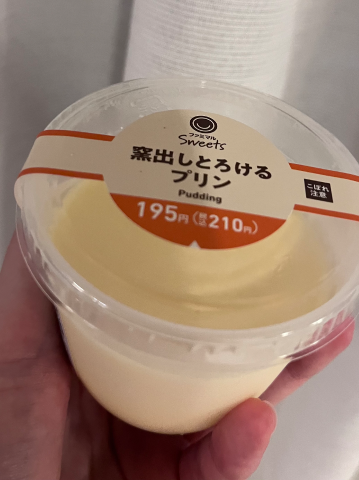 ファミマル
Sweets
窯出しとろける
プリン
Pudding
195円(税込210円)
こぼれ
注意